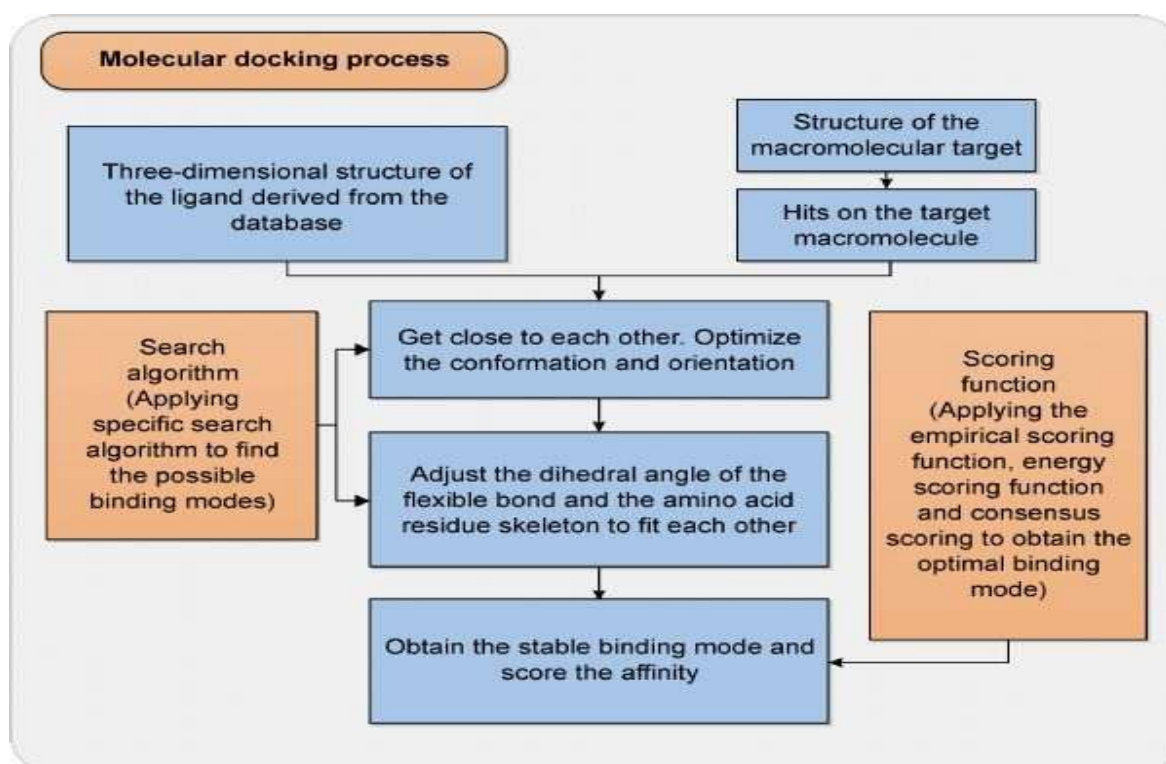 Molecular docking process
Three-dimensional structure of
the ligand derived from the
database
Structure of the
macromolecular target
Hits on the target
macromolecule
Get close to each other. Optimize
the conformation and orientation
Search
algorithm
(Applying
specific search
algorithm to find
the possible
binding modes)
Adjust the dihedral angle of the
flexible bond and the amino acid
residue skeleton to fit each other
Scoring
function
(Applying the
empirical scoring
function, energy
scoring function
and consensus
scoring to obtain the
optimal binding
mode)
Obtain the stable binding mode and
score the affinity